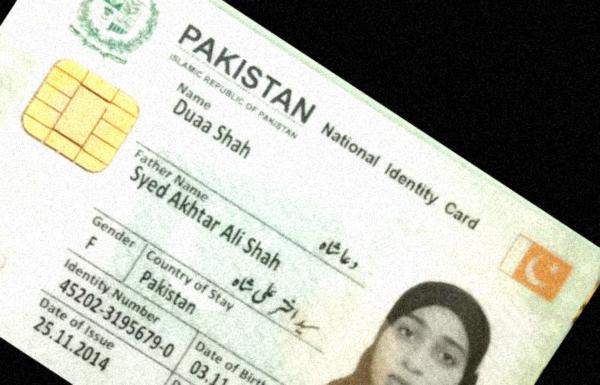 PAKISTAN National Identity Card
ISLAMIC REPUBLIC OF PAKISTAN
Name
Duaa Shah
دعا شاہ
Father Name
Syed Akhtar Ali Shah
سید اختر علی شاہ
Gender Country of Stay
F Pakistan
Identity Number Date of Birth
45202-3195679-0 03.11
Date of Issue
25.11.2014